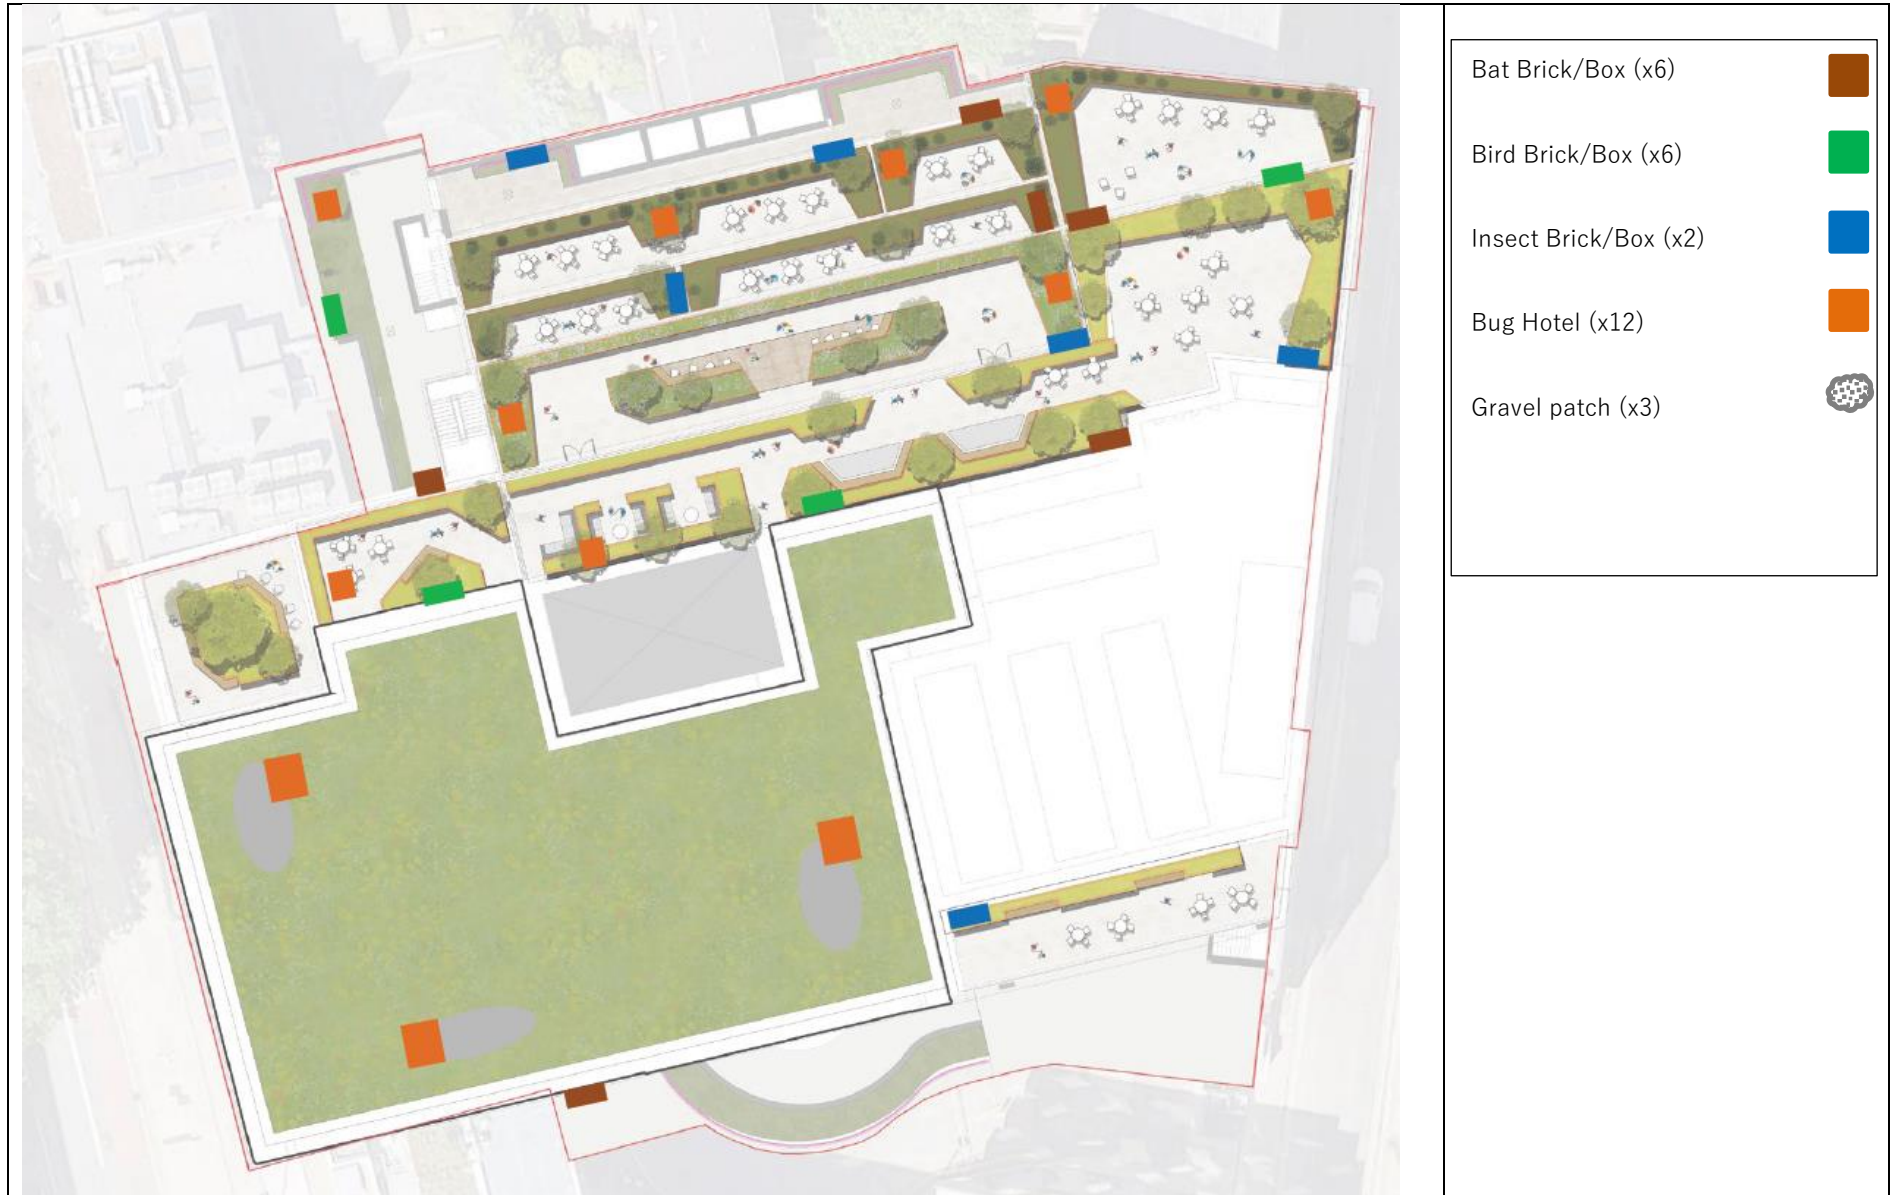 Bat Brick/Box (x6)
Bird Brick/Box (x6)
Insect Brick/Box (x2)
Bug Hotel (x12)
Gravel patch (x3)